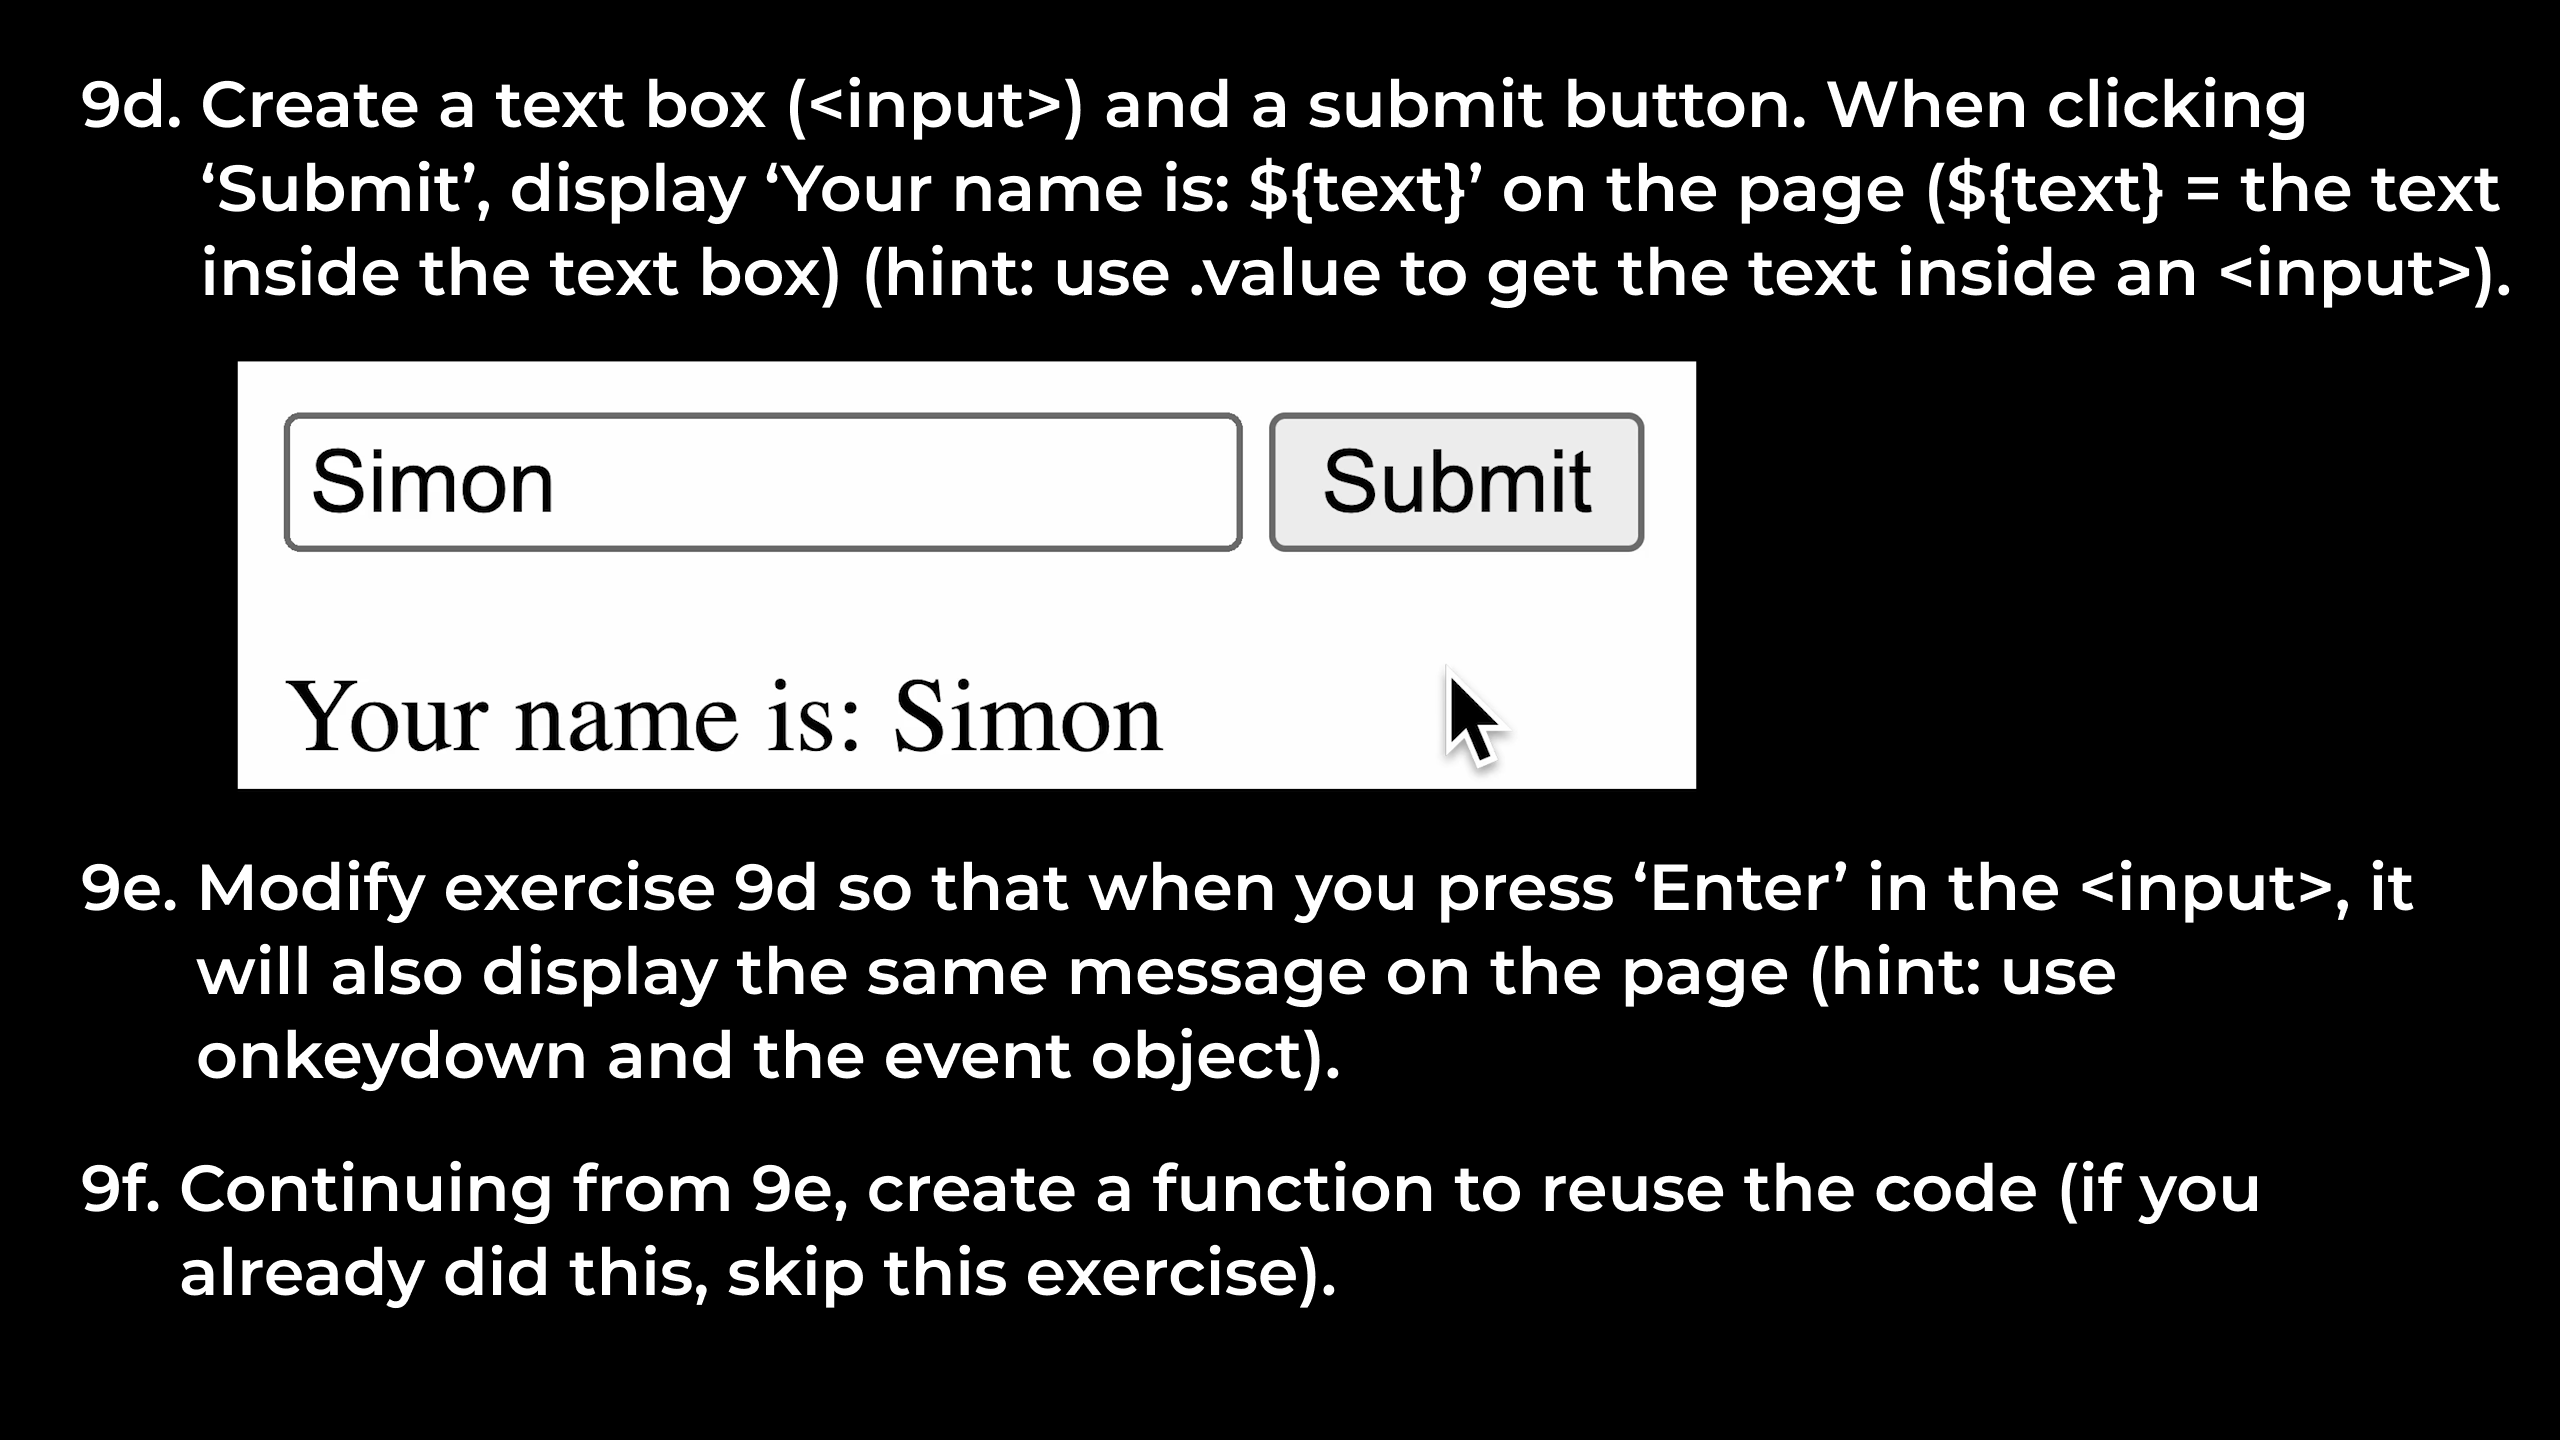 9d. Create a text box (<input>) and a submit button. When clicking
‘Submit’, display ‘Your name is: ${text}’ on the page (${text} = the text
inside the text box) (hint: use .value to get the text inside an <input>).
Simon Submit
Your name is: Simon
9e. Modify exercise 9d so that when you press ‘Enter’ in the <input>, it
will also display the same message on the page (hint: use
onkeydown and the event object).
9f. Continuing from 9e, create a function to reuse the code (if you
already did this, skip this exercise).